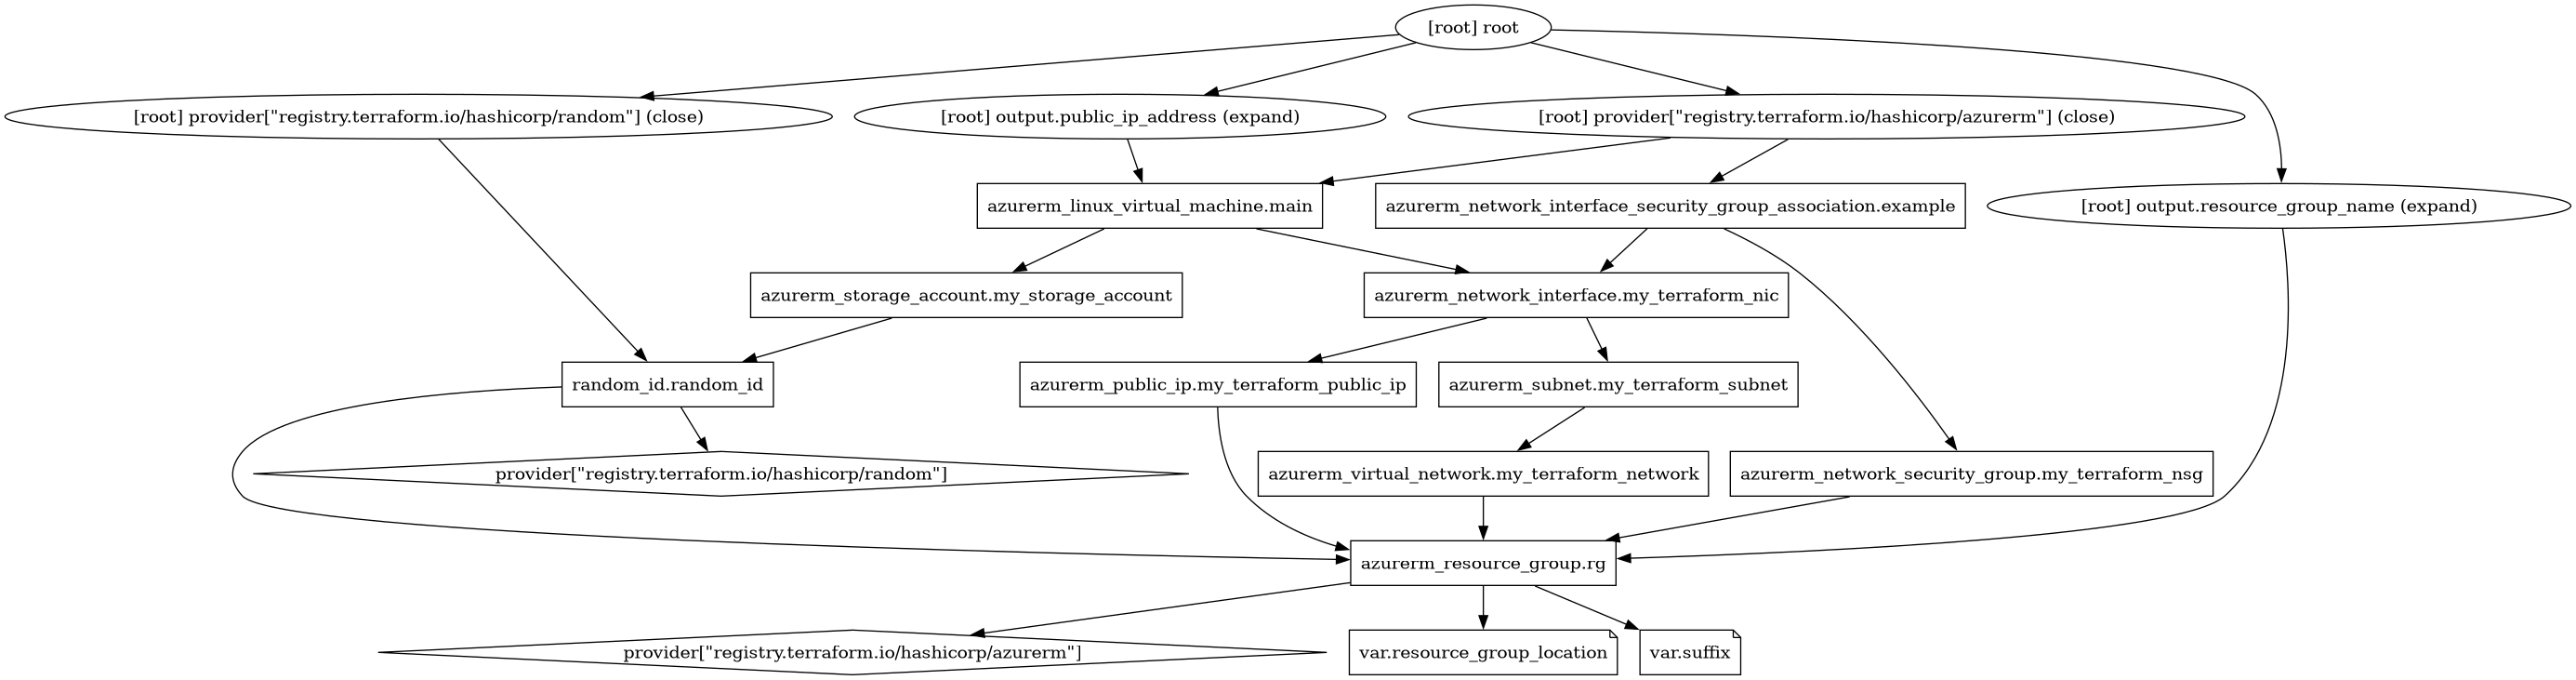 [root] root
[root] provider[\"registry.terraform.io/hashicorp/random\"] (close)
[root] output.public_ip_address (expand)
[root] provider[\"registry.terraform.io/hashicorp/azurerm\"] (close)
azurerm_linux_virtual_machine.main
azurerm_network_interface_security_group_association.example
[root] output.resource_group_name (expand)
azurerm_storage_account.my_storage_account
azurerm_network_interface.my_terraform_nic
random_id.random_id
azurerm_public_ip.my_terraform_public_ip
azurerm_subnet.my_terraform_subnet
provider[\"registry.terraform.io/hashicorp/random\"]
azurerm_virtual_network.my_terraform_network
azurerm_network_security_group.my_terraform_nsg
azurerm_resource_group.rg
provider[\"registry.terraform.io/hashicorp/azurerm\"]
var.resource_group_location
var.suffix